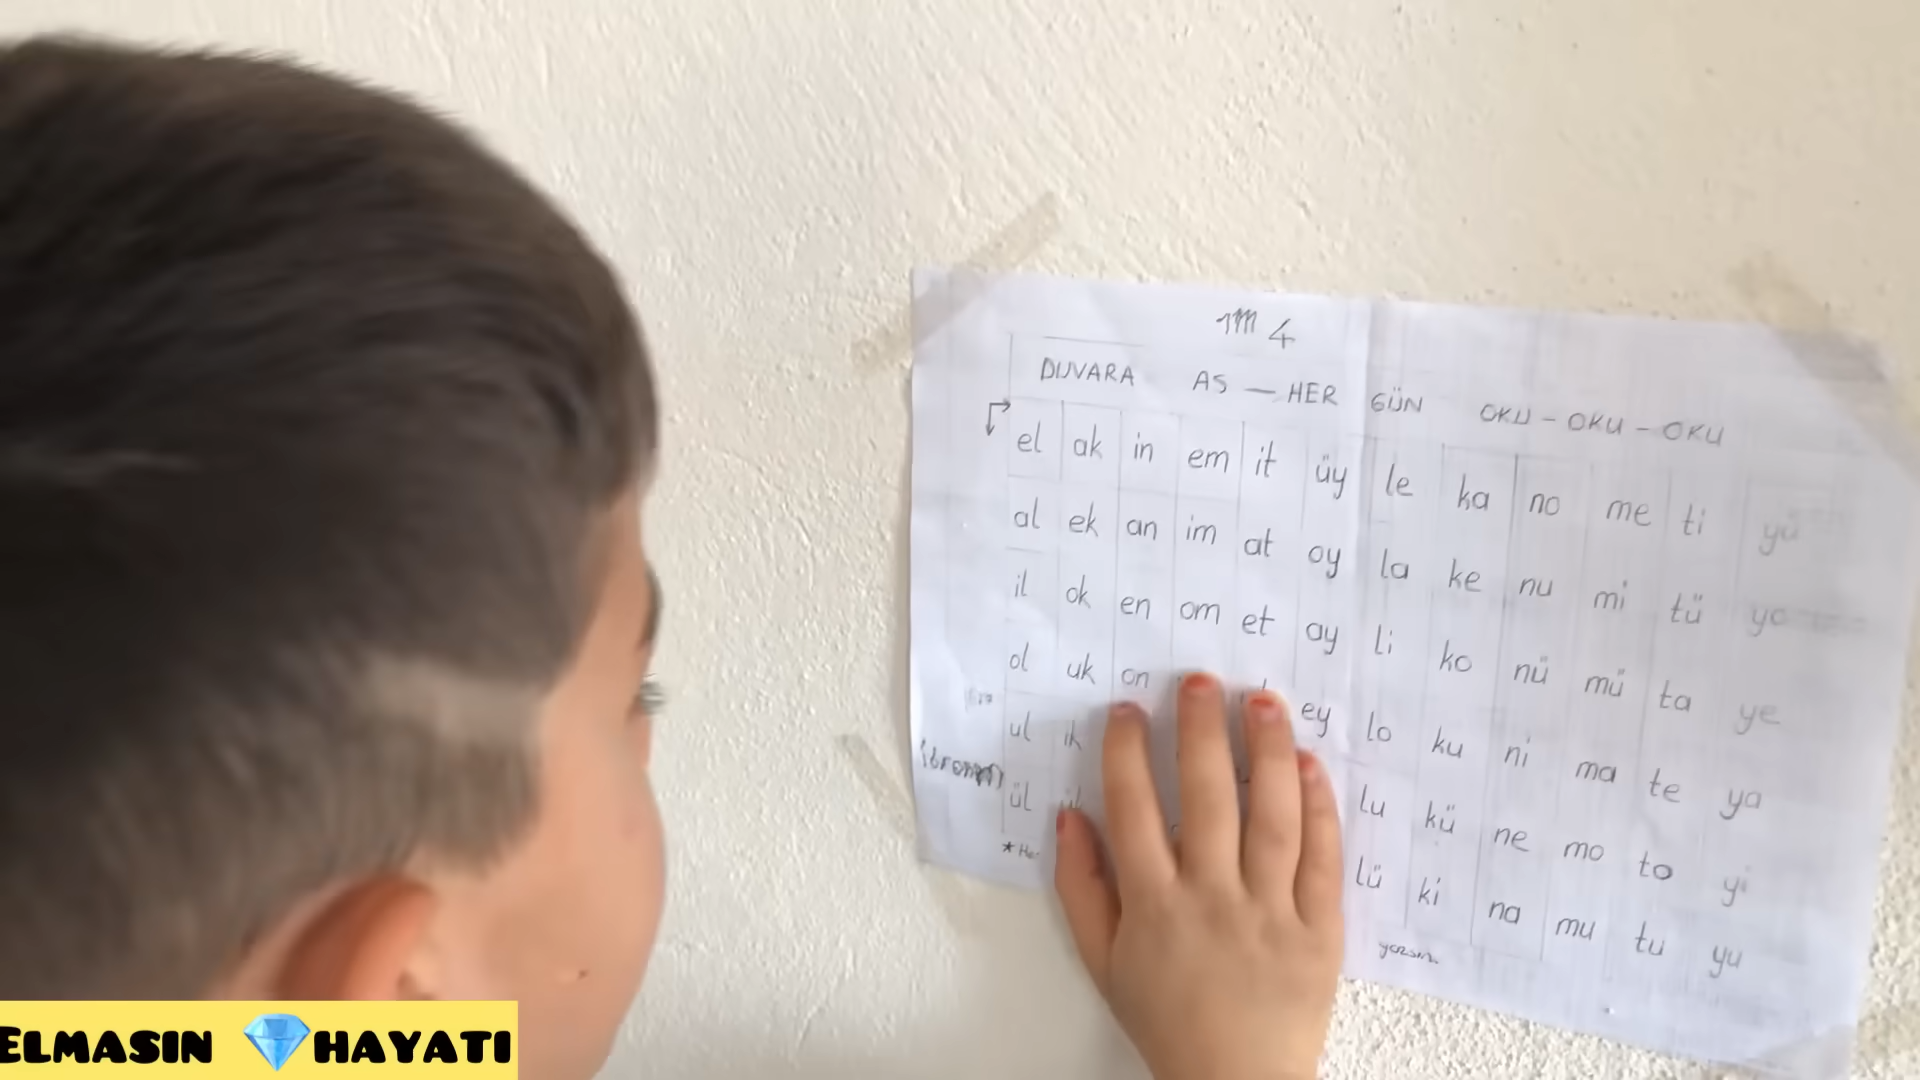 4
DUVARA AS — HER GÜN OKU - OKU - OKU
el ak in em it üy le ka no me ti yü
al ek an im at oy la ke nu mi tü yo
il ok en om et ay li ko nü mü ta ye
ol uk on ey lo ku ni ma te ya
ul ik lu kü ne mo to yi
ül ül lü ki na mu tu yu
* Her
yazsın.
ELMASIN HAYATI